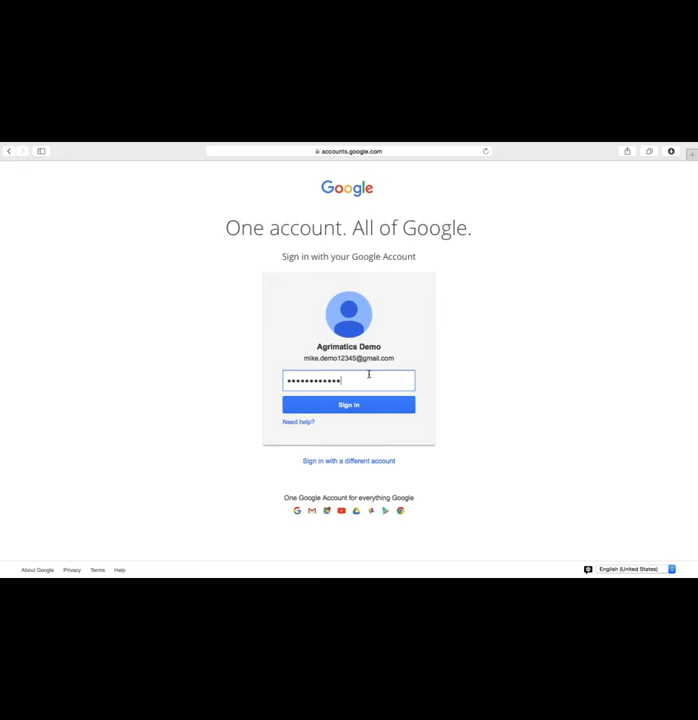 accounts.google.com
Google
One account. All of Google.
Sign in with your Google Account
Agrimatics Demo
mike.demo12345@gmail.com
••••••••••••
Sign in
Need help?
Sign in with a different account
One Google Account for everything Google
About Google Privacy Terms Help English (United States)